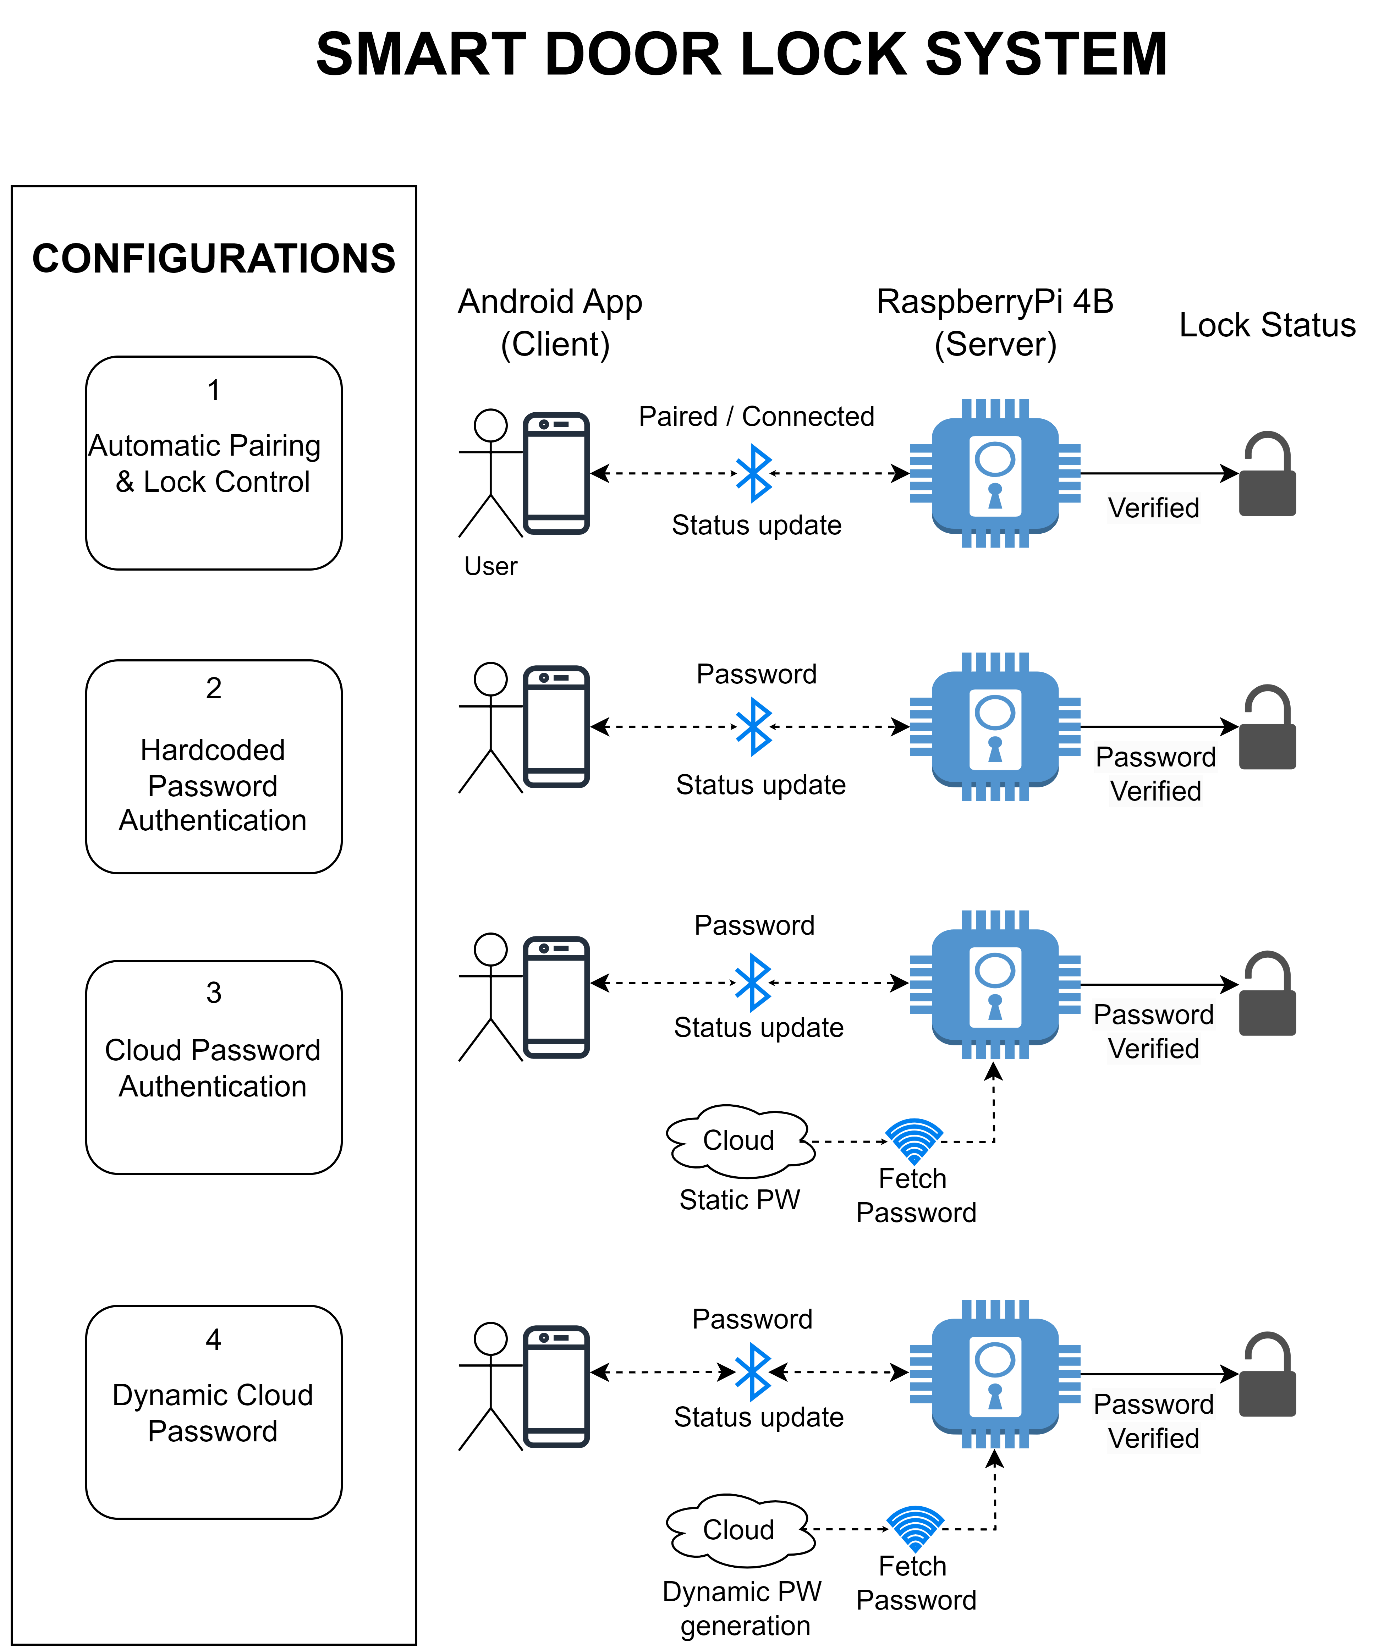 SMART DOOR LOCK SYSTEM
CONFIGURATIONS
Android App
(Client)
RaspberryPi 4B
(Server)
Lock Status
1
Automatic Pairing
& Lock Control
Paired / Connected
Status update
Verified
User
2
Hardcoded
Password
Authentication
Password
Status update
Password
Verified
3
Cloud Password
Authentication
Password
Status update
Password
Verified
Cloud
Static PW
Fetch
Password
4
Dynamic Cloud
Password
Password
Status update
Password
Verified
Cloud
Dynamic PW
generation
Fetch
Password